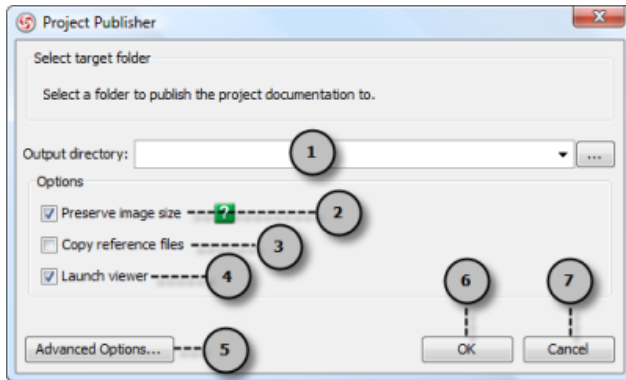 Project Publisher
Select target folder
Select a folder to publish the project documentation to.
Output directory: 1 ...
Options
Preserve image size ? 2
Copy reference files 3
Launch viewer 4
6 7
Advanced Options... 5 OK Cancel